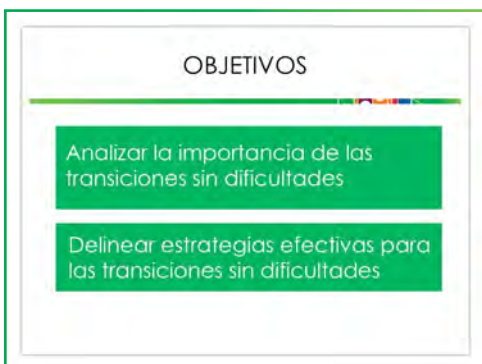 OBJETIVOS
Analizar la importancia de las
transiciones sin dificultades
Delinear estrategias efectivas para
las transiciones sin dificultades